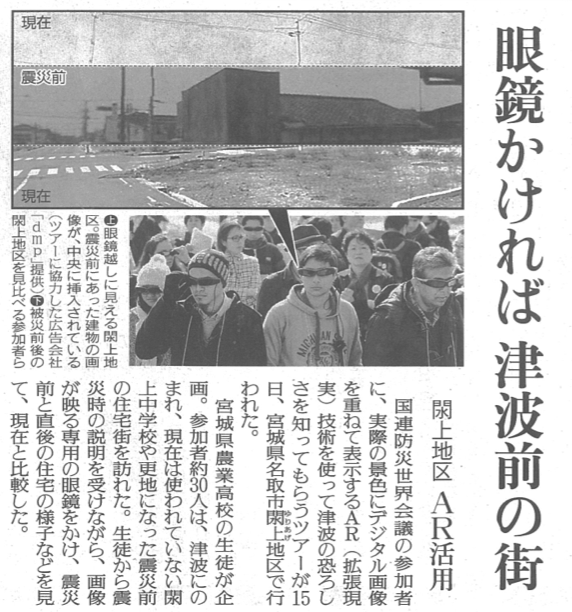 眼鏡かければ 津波前の街
閖上地区 AR活用
現在
震災前
現在
㊤眼鏡越しに見える閖上地
区。震災前にあった建物の画
像が、中央に挿入されている
（ツアーに協力した広告会社
「dmp」提供）㊦被災前後の
閖上地区を見比べる参加者ら
MICHIGAN
国連防災世界会議の参加者
に、実際の景色にデジタル画像
を重ねて表示するAR（拡張現
実）技術を使って津波の恐ろし
さを知ってもらうツアーが15
日、宮城県名取市閖上地区で行
ゆりあげ
われた。
宮城県農業高校の生徒が企
画。参加者約30人は、津波にの
まれ、現在は使われていない閖
上中学校や更地になった震災前
の住宅街を訪れた。生徒から震
災時の説明を受けながら、画像
が映る専用の眼鏡をかけ、震災
前と直後の住宅の様子などを見
て、現在と比較した。